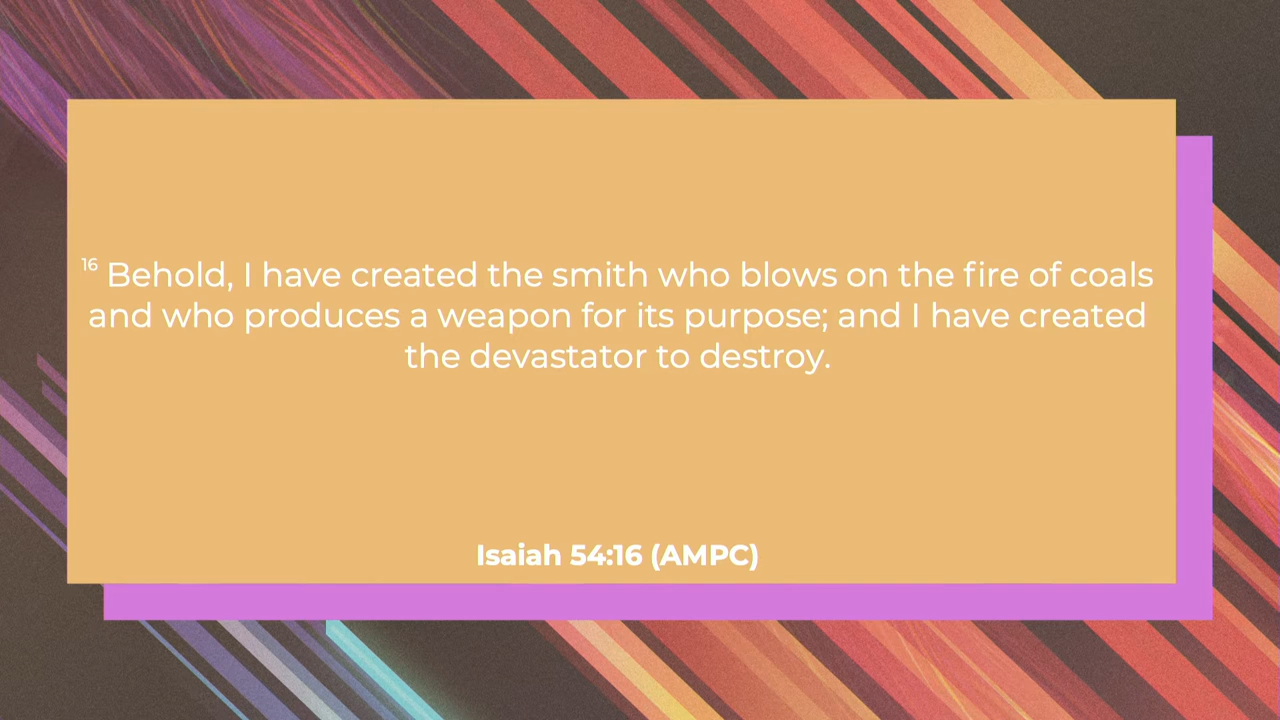 16 Behold, I have created the smith who blows on the fire of coals
and who produces a weapon for its purpose; and I have created
the devastator to destroy.
Isaiah 54:16 (AMPC)